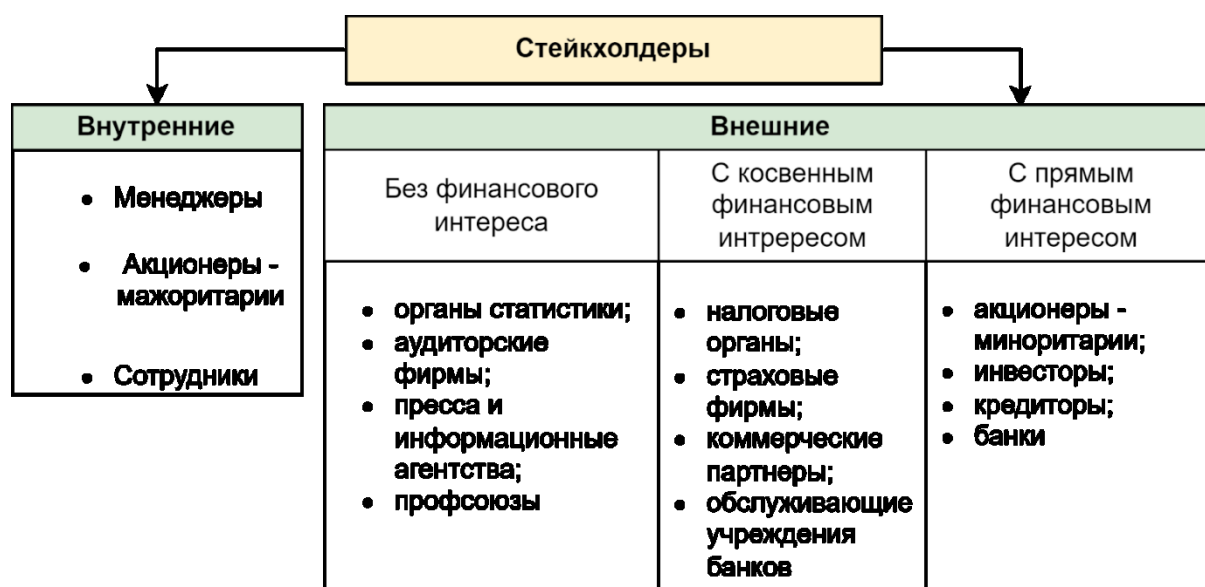 Стейкхолдеры
Внутренние
• Менеджеры
• Акционеры -
мажоритарии
• Сотрудники
Внешние
Без финансового
интереса
• органы статистики;
• аудиторские
фирмы;
• пресса и
информационные
агентства;
• профсоюзы
С косвенным
финансовым
интрересом
• налоговые
органы;
• страховые
фирмы;
• коммерческие
партнеры;
• обслуживающие
учреждения
банков
С прямым
финансовым
интересом
• акционеры -
миноритарии;
• инвесторы;
• кредиторы;
• банки